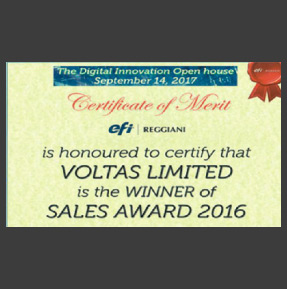 The Digital Innovation Open house
September 14, 2017
Certificate of Merit
efi | REGGIANI
is honoured to certify that
VOLTAS LIMITED
is the WINNER of
SALES AWARD 2016